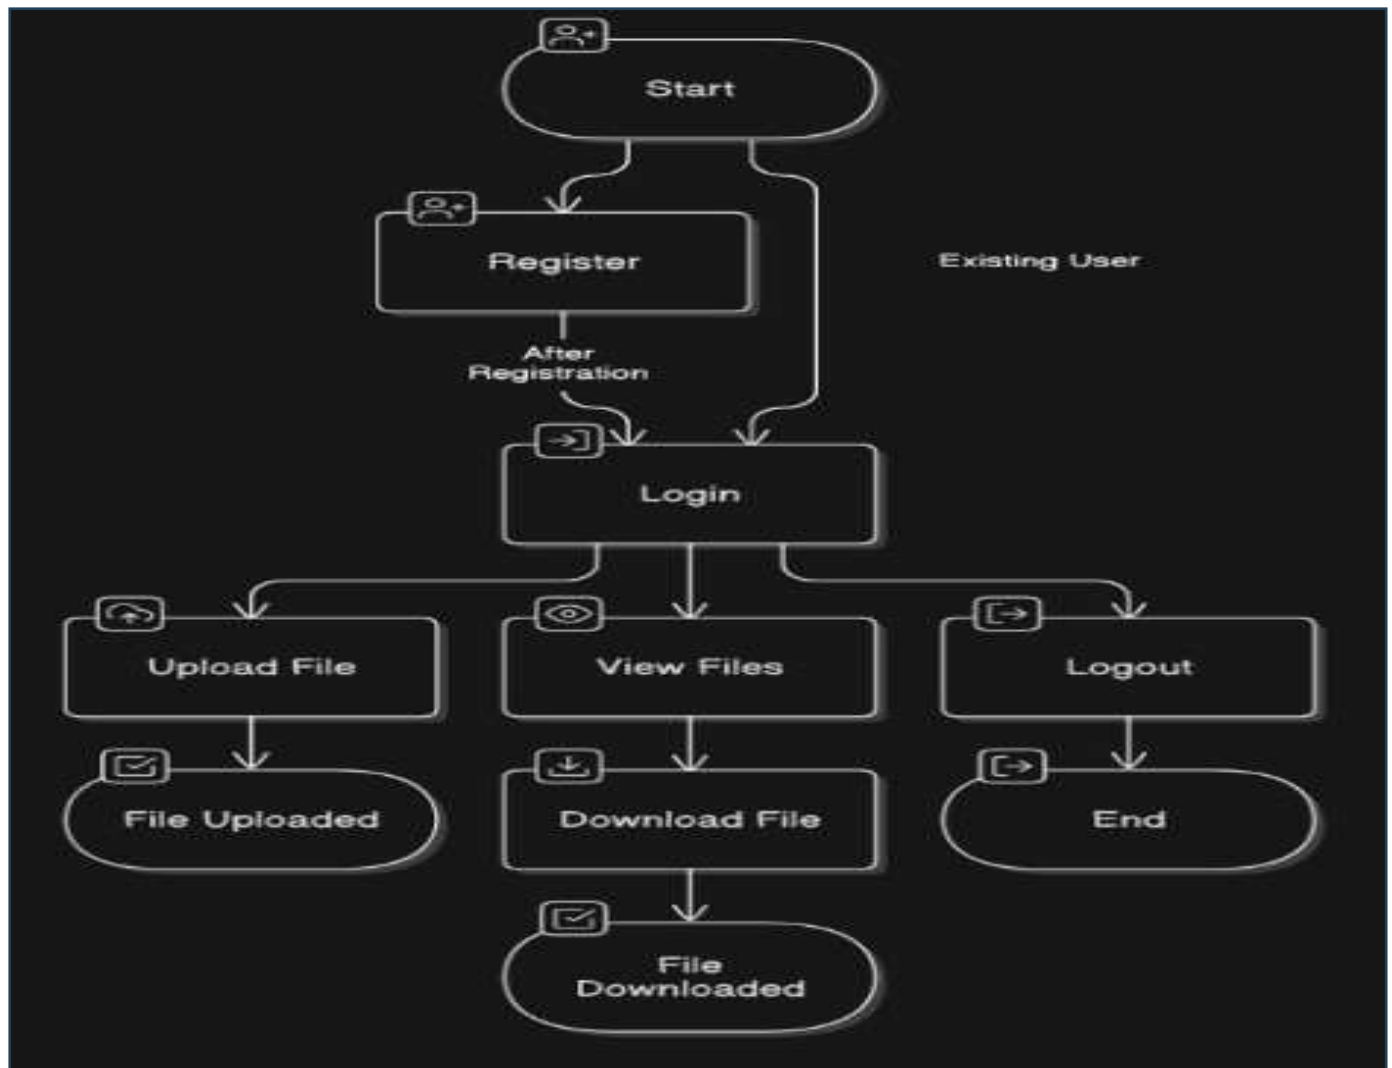 Start
Register
Existing User
After
Registration
Login
Upload File
View Files
Logout
File Uploaded
Download File
End
File
Downloaded